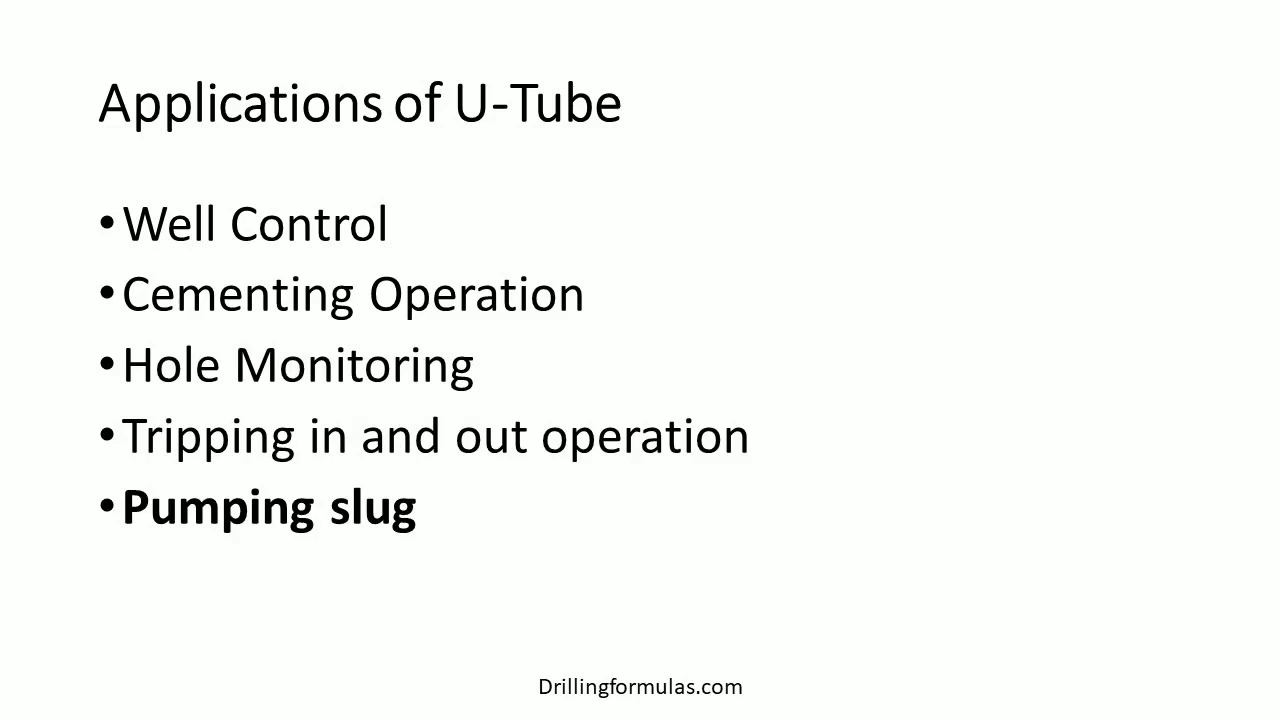 Applications of U-Tube
•Well Control
•Cementing Operation
•Hole Monitoring
•Tripping in and out operation
•Pumping slug
Drillingformulas.com